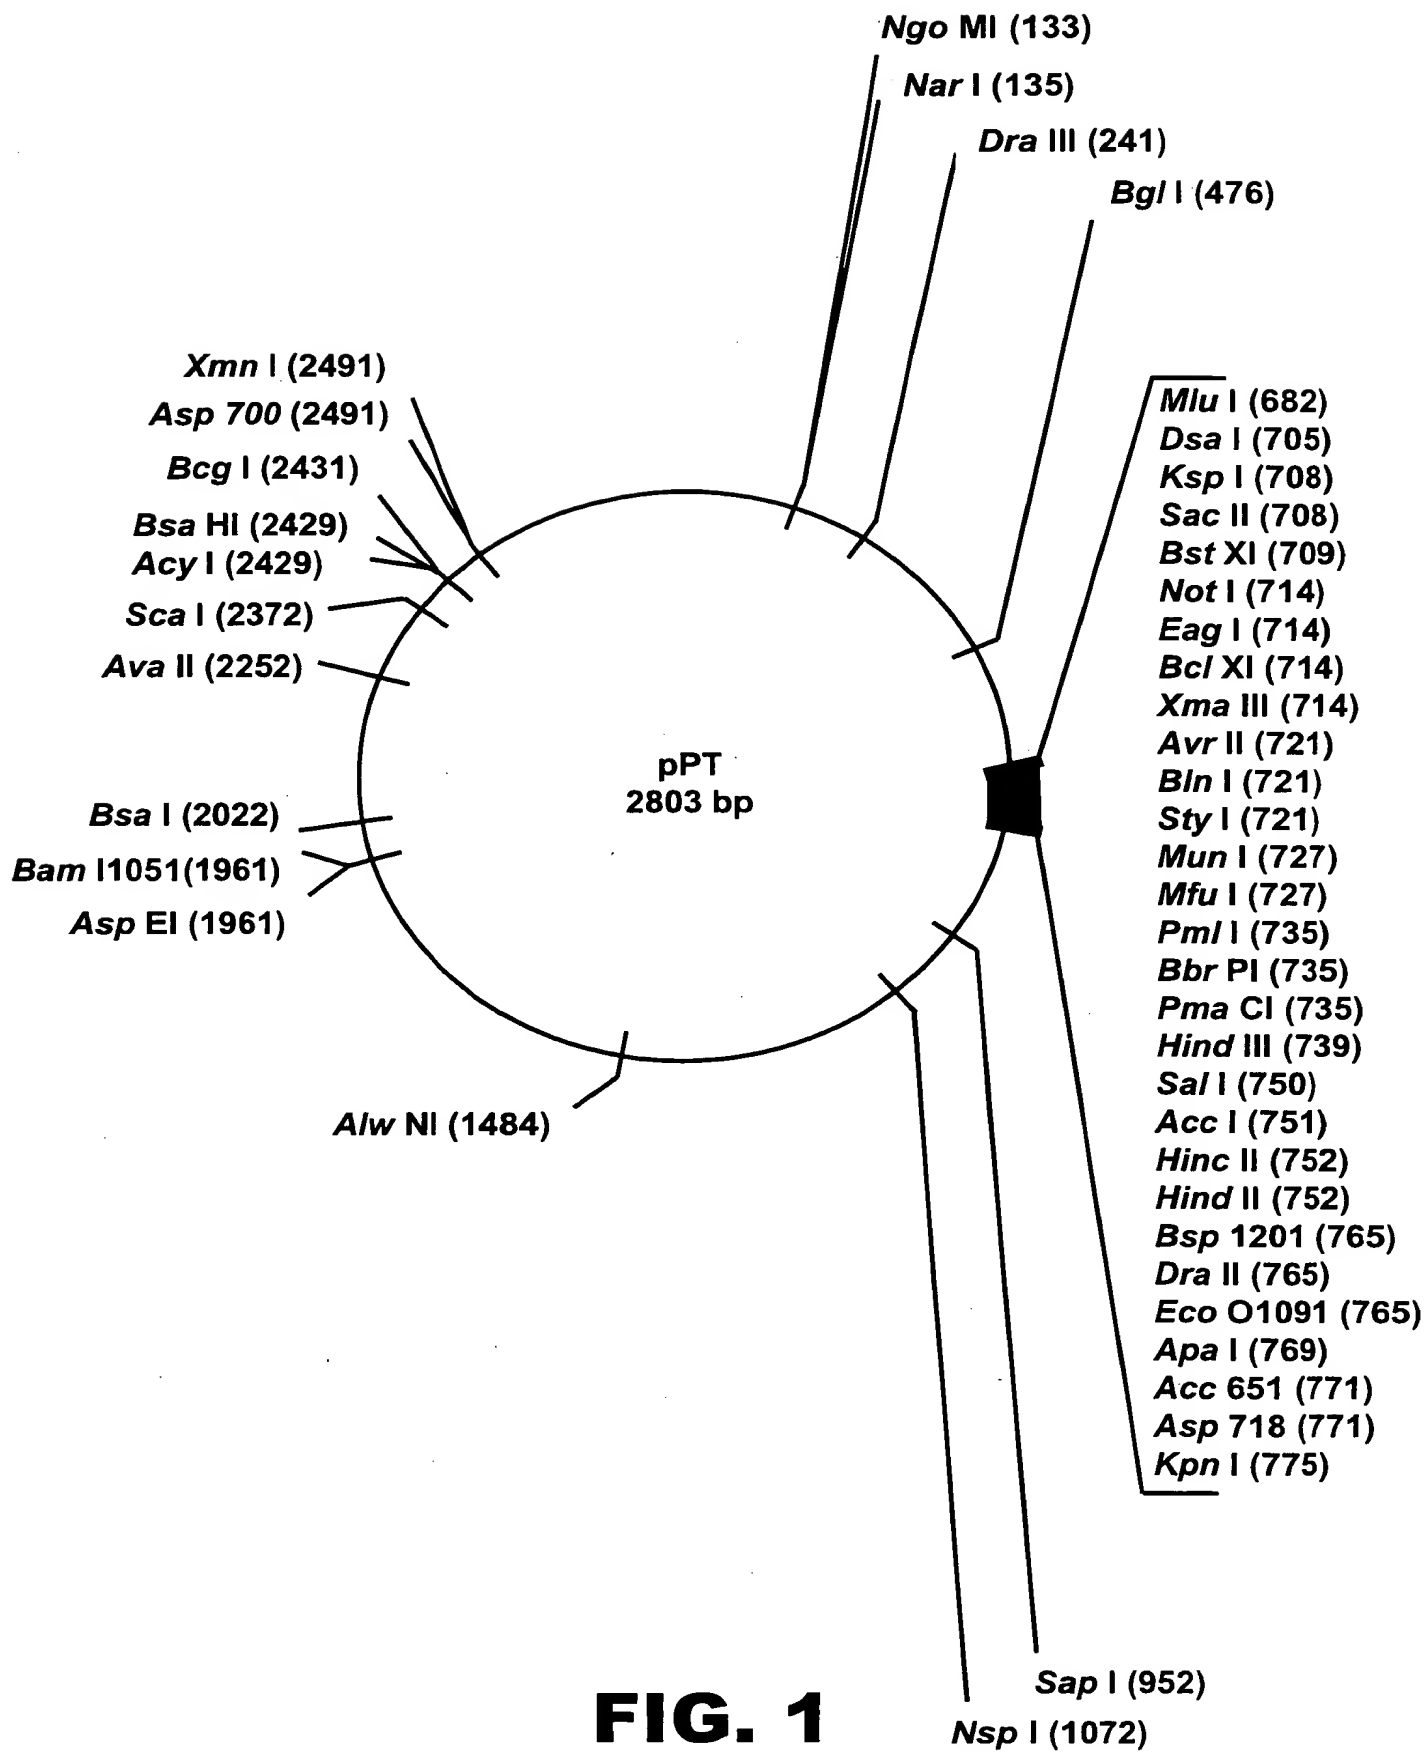 Ngo MI (133)
Nar I (135)
Dra III (241)
Bgl I (476)
Xmn I (2491)
Asp 700 (2491)
Bcg I (2431)
Bsa HI (2429)
Acy I (2429)
Sca I (2372)
Ava II (2252)
Bsa I (2022)
Bam I1051(1961)
Asp EI (1961)
Alw NI (1484)
pPT
2803 bp
Mlu I (682)
Dsa I (705)
Ksp I (708)
Sac II (708)
Bst XI (709)
Not I (714)
Eag I (714)
Bcl XI (714)
Xma III (714)
Avr II (721)
Bln I (721)
Sty I (721)
Mun I (727)
Mfu I (727)
Pml I (735)
Bbr PI (735)
Pma CI (735)
Hind III (739)
Sal I (750)
Acc I (751)
Hinc II (752)
Hind II (752)
Bsp 1201 (765)
Dra II (765)
Eco O1091 (765)
Apa I (769)
Acc 651 (771)
Asp 718 (771)
Kpn I (775)
Sap I (952)
Nsp I (1072)
FIG. 1